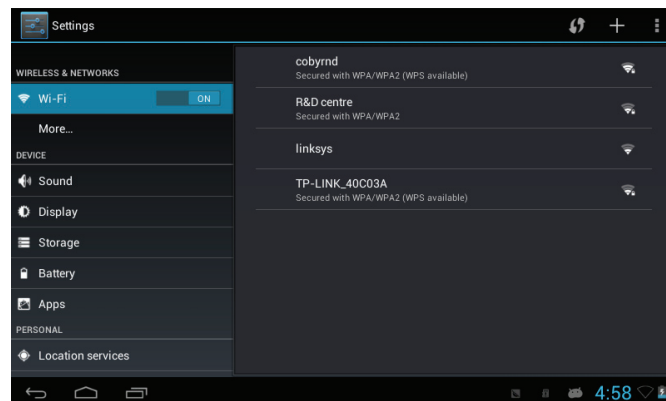 Settings
WIRELESS & NETWORKS
Wi-Fi
ON
More...
DEVICE
Sound
Display
Storage
Battery
Apps
PERSONAL
Location services
cobyrnd
Secured with WPA/WPA2 (WPS available)
R&D centre
Secured with WPA/WPA2
linksys
TP-LINK_40C03A
Secured with WPA/WPA2 (WPS available)
4:58